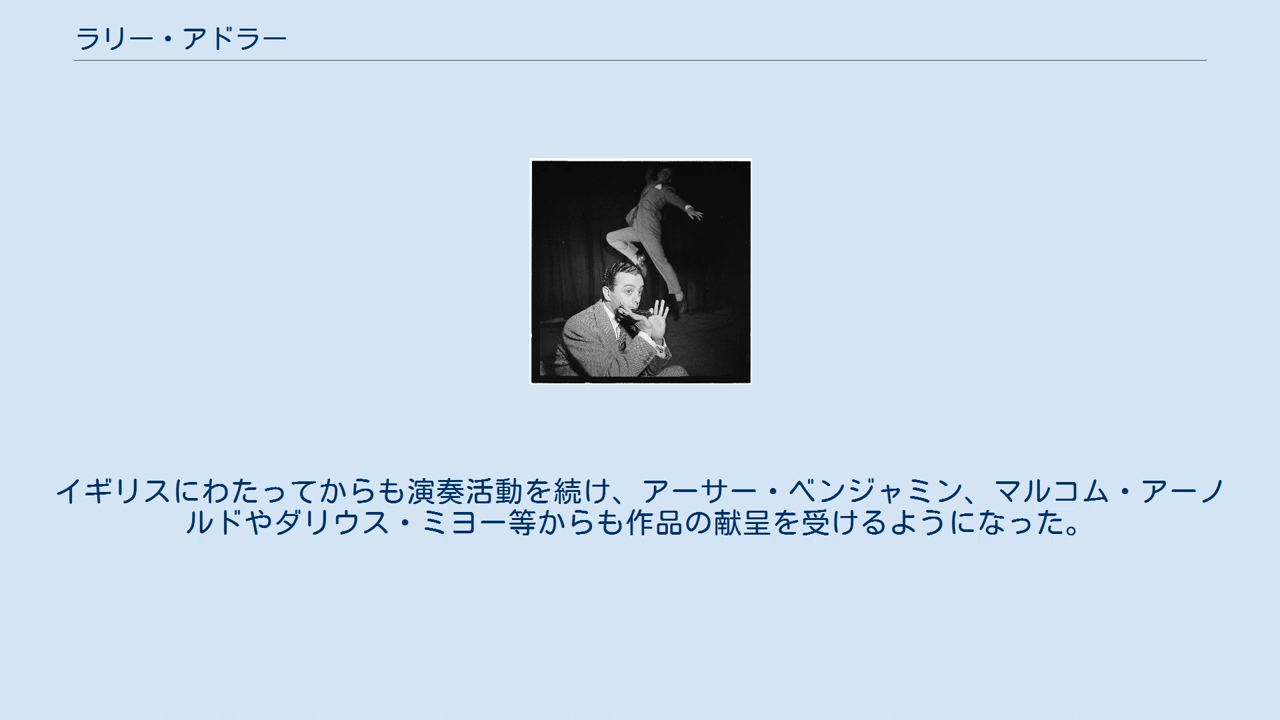 ラリー・アドラー
イギリスにわたってからも演奏活動を続け、アーサー・ベンジャミン、マルコム・アーノ
ルドやダリウス・ミヨー等からも作品の献呈を受けるようになった。